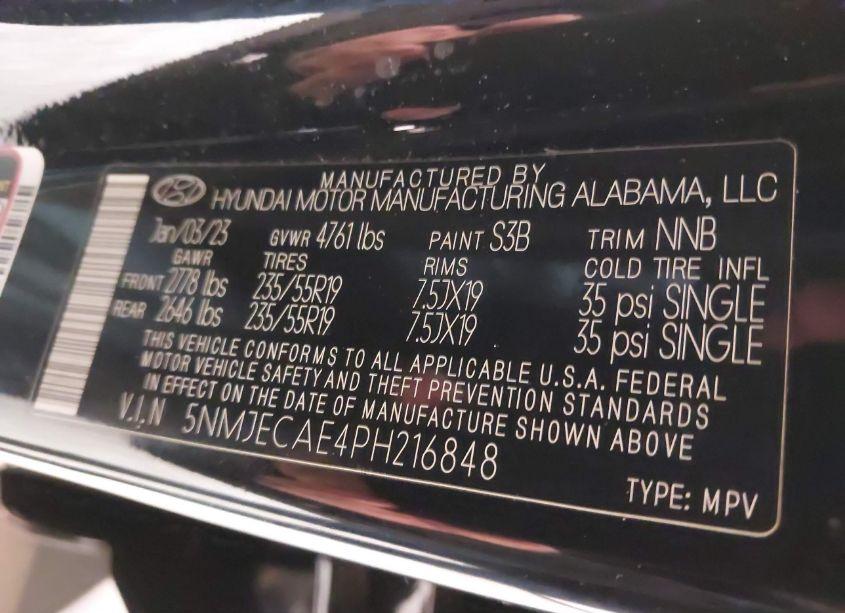 MANUFACTURED BY
HYUNDAI MOTOR MANUFACTURING ALABAMA, LLC
Jan/03/23 GVWR 4761 lbs PAINT S3B TRIM NNB
GAWR TIRES RIMS COLD TIRE INFL
FRONT 2778 lbs 235/55R19 7.5JX19 35 psi SINGLE
REAR 2646 lbs 235/55R19 7.5JX19 35 psi SINGLE
THIS VEHICLE CONFORMS TO ALL APPLICABLE U.S.A. FEDERAL
MOTOR VEHICLE SAFETY AND THEFT PREVENTION STANDARDS
IN EFFECT ON THE DATE OF MANUFACTURE SHOWN ABOVE
V.I.N 5NMJECAE4PH216848
TYPE: MPV